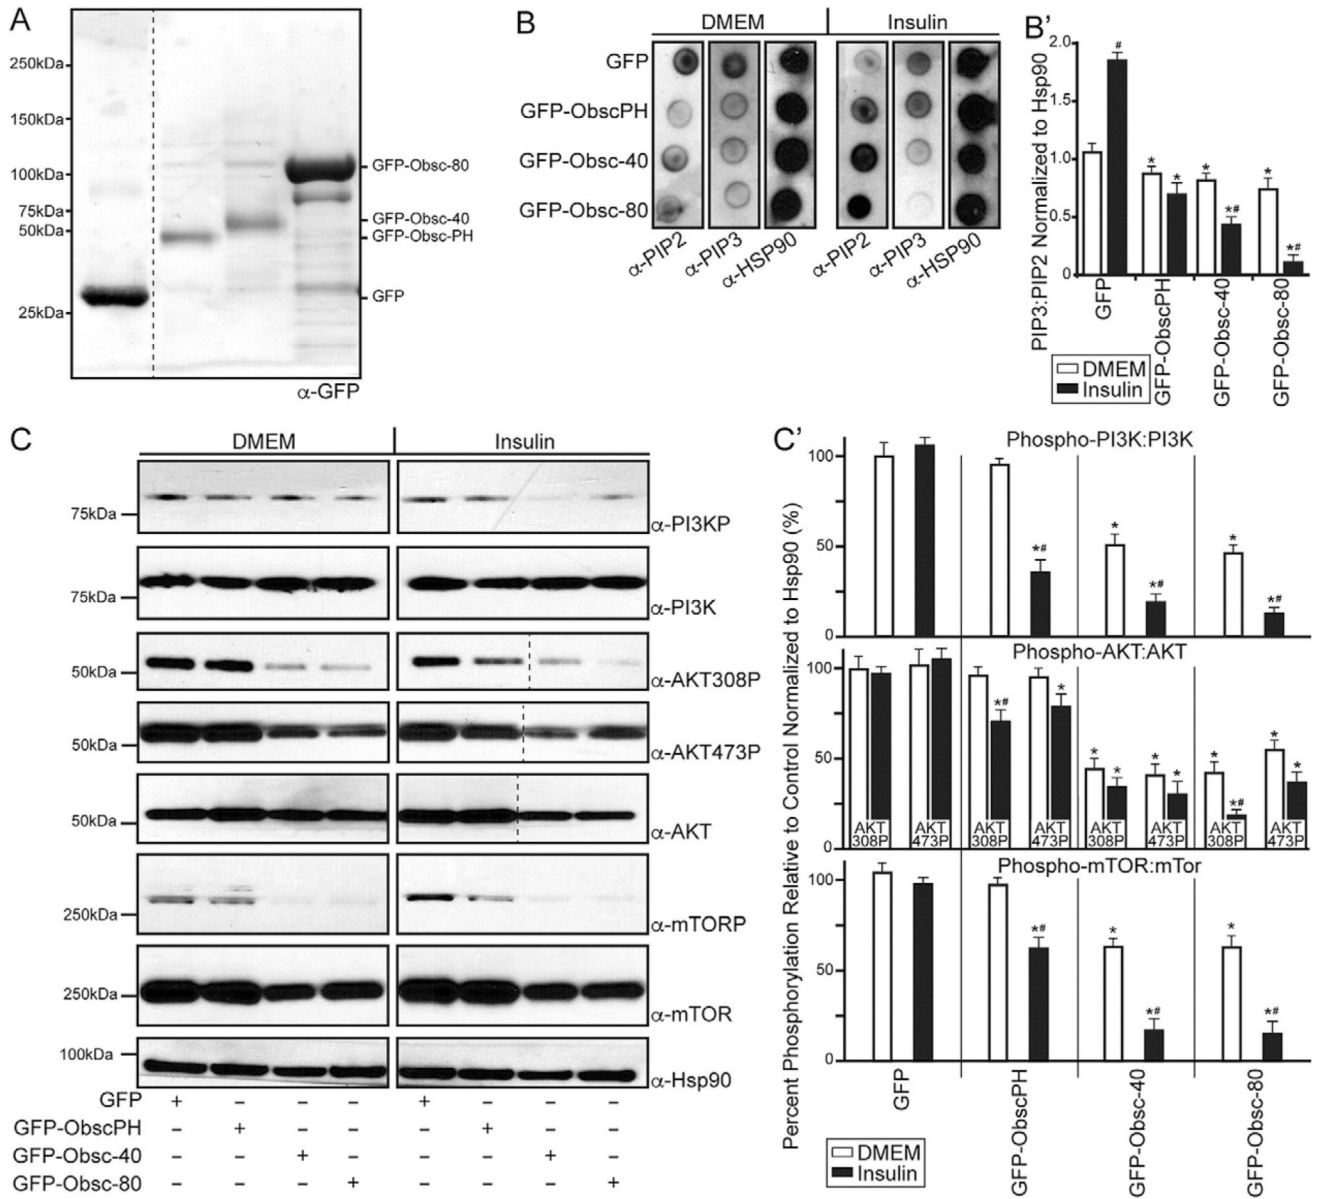 A
250kDa
150kDa
100kDa
75kDa
50kDa
25kDa
GFP-Obsc-80
GFP-Obsc-40
GFP-Obsc-PH
GFP
α-GFP
B
DMEM Insulin
GFP
GFP-ObscPH
GFP-Obsc-40
GFP-Obsc-80
α-PIP2 α-PIP3 α-HSP90 α-PIP2 α-PIP3 α-HSP90
B'
PIP3:PIP2 Normalized to Hsp90
2.0
1.5
1.0
0.5
0
#
* * * *# * *#
GFP GFP-ObscPH GFP-Obsc-40 GFP-Obsc-80
DMEM
Insulin
C
DMEM Insulin
75kDa α-PI3KP
75kDa α-PI3K
50kDa α-AKT308P
50kDa α-AKT473P
50kDa α-AKT
250kDa α-mTORP
250kDa α-mTOR
100kDa α-Hsp90
GFP + – – – + – – –
GFP-ObscPH – + – – – + – –
GFP-Obsc-40 – – + – – – + –
GFP-Obsc-80 – – – + – – – +
C'
Percent Phosphorylation Relative to Control Normalized to Hsp90 (%)
Phospho-PI3K:PI3K
100
50
0
*# * *# * *#
Phospho-AKT:AKT
100
50
0
*# * * * * * * *# * *
AKT 308P AKT 473P AKT 308P AKT 473P AKT 308P AKT 473P AKT 308P AKT 473P
Phospho-mTOR:mTor
100
50
0
*# * *# * *#
GFP GFP-ObscPH GFP-Obsc-40 GFP-Obsc-80
DMEM
Insulin